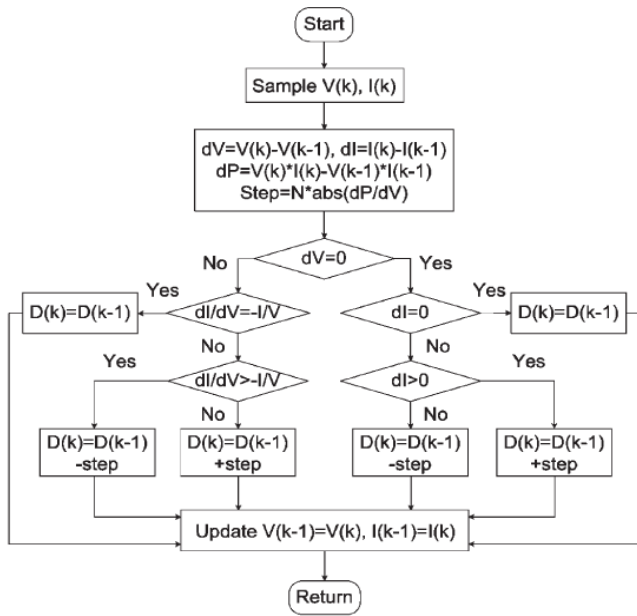 Start
Sample V(k), I(k)
dV=V(k)-V(k-1), dI=I(k)-I(k-1)
dP=V(k)*I(k)-V(k-1)*I(k-1)
Step=N*abs(dP/dV)
dV=0
No
Yes
Yes
D(k)=D(k-1)
dI/dV=-I/V
dI=0
Yes
D(k)=D(k-1)
No
No
Yes
dI/dV>-I/V
dI>0
Yes
No
No
D(k)=D(k-1)
-step
D(k)=D(k-1)
+step
D(k)=D(k-1)
-step
D(k)=D(k-1)
+step
Update V(k-1)=V(k), I(k-1)=I(k)
Return